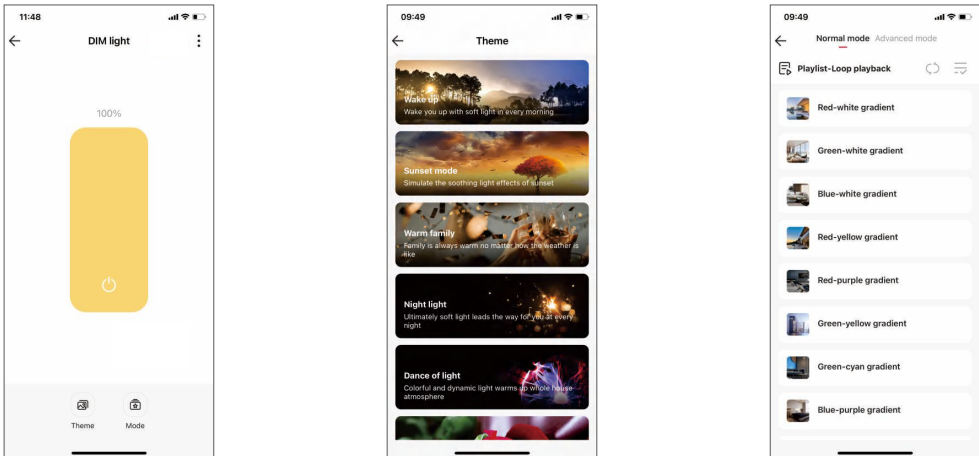 11:48
DIM light
100%
Theme
Mode
09:49
Theme
Wake up
Wake you up with soft light in every morning
Sunset mode
Simulate the soothing light effects of sunset
Warm family
Family is always warm no matter how the weather is
like
Night light
Ultimately soft light leads the way for you at every
night
Dance of light
Colorful and dynamic light warms up whole house
atmosphere
09:49
Normal mode Advanced mode
Playlist-Loop playback
Red-white gradient
Green-white gradient
Blue-white gradient
Red-yellow gradient
Red-purple gradient
Green-yellow gradient
Green-cyan gradient
Blue-purple gradient